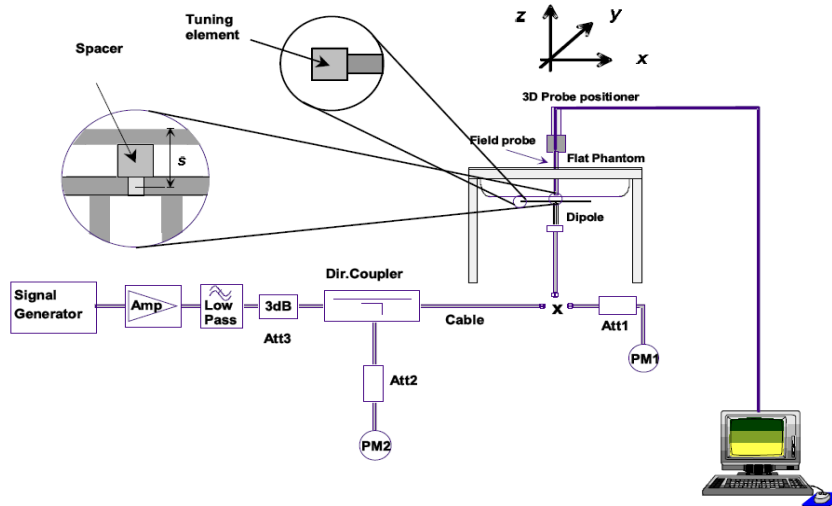 Tuning
element
z
y
x
Spacer
3D Probe positioner
Field probe
s
Flat Phantom
Dipole
Dir.Coupler
Signal
Generator
Amp
Low
Pass
3dB
Att3
Cable
x
Att1
PM1
Att2
PM2